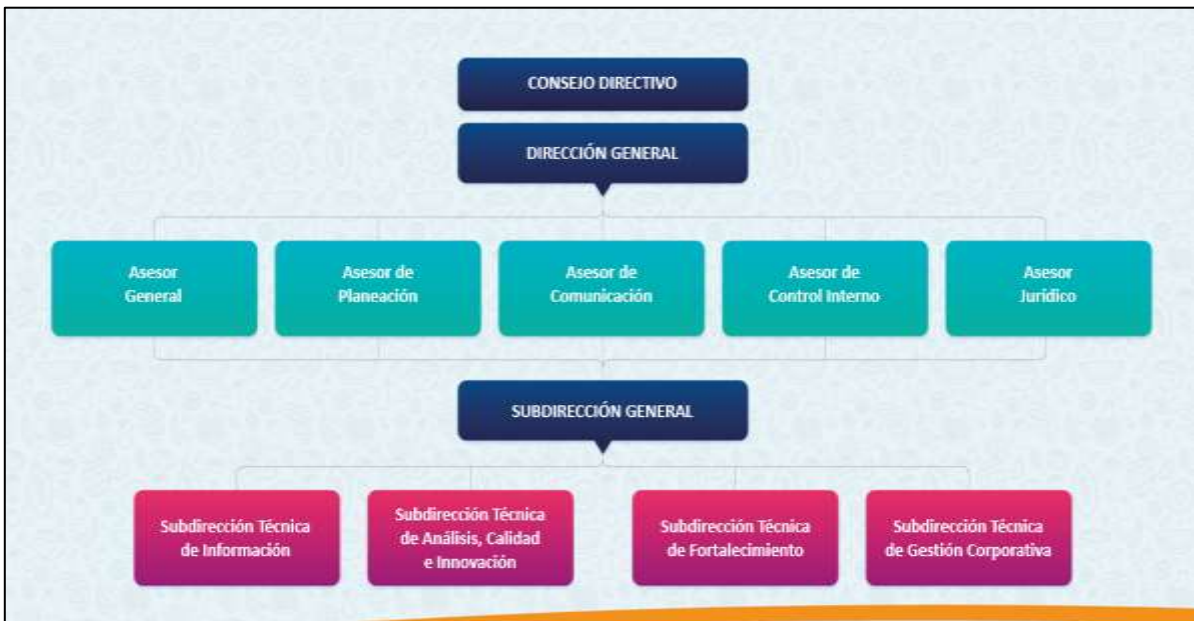 CONSEJO DIRECTIVO
DIRECCIÓN GENERAL
Asesor
General
Asesor de
Planeación
Asesor de
Comunicación
Asesor de
Control Interno
Asesor
Jurídico
SUBDIRECCIÓN GENERAL
Subdirección Técnica
de Información
Subdirección Técnica
de Análisis, Calidad
e Innovación
Subdirección Técnica
de Fortalecimiento
Subdirección Técnica
de Gestión Corporativa